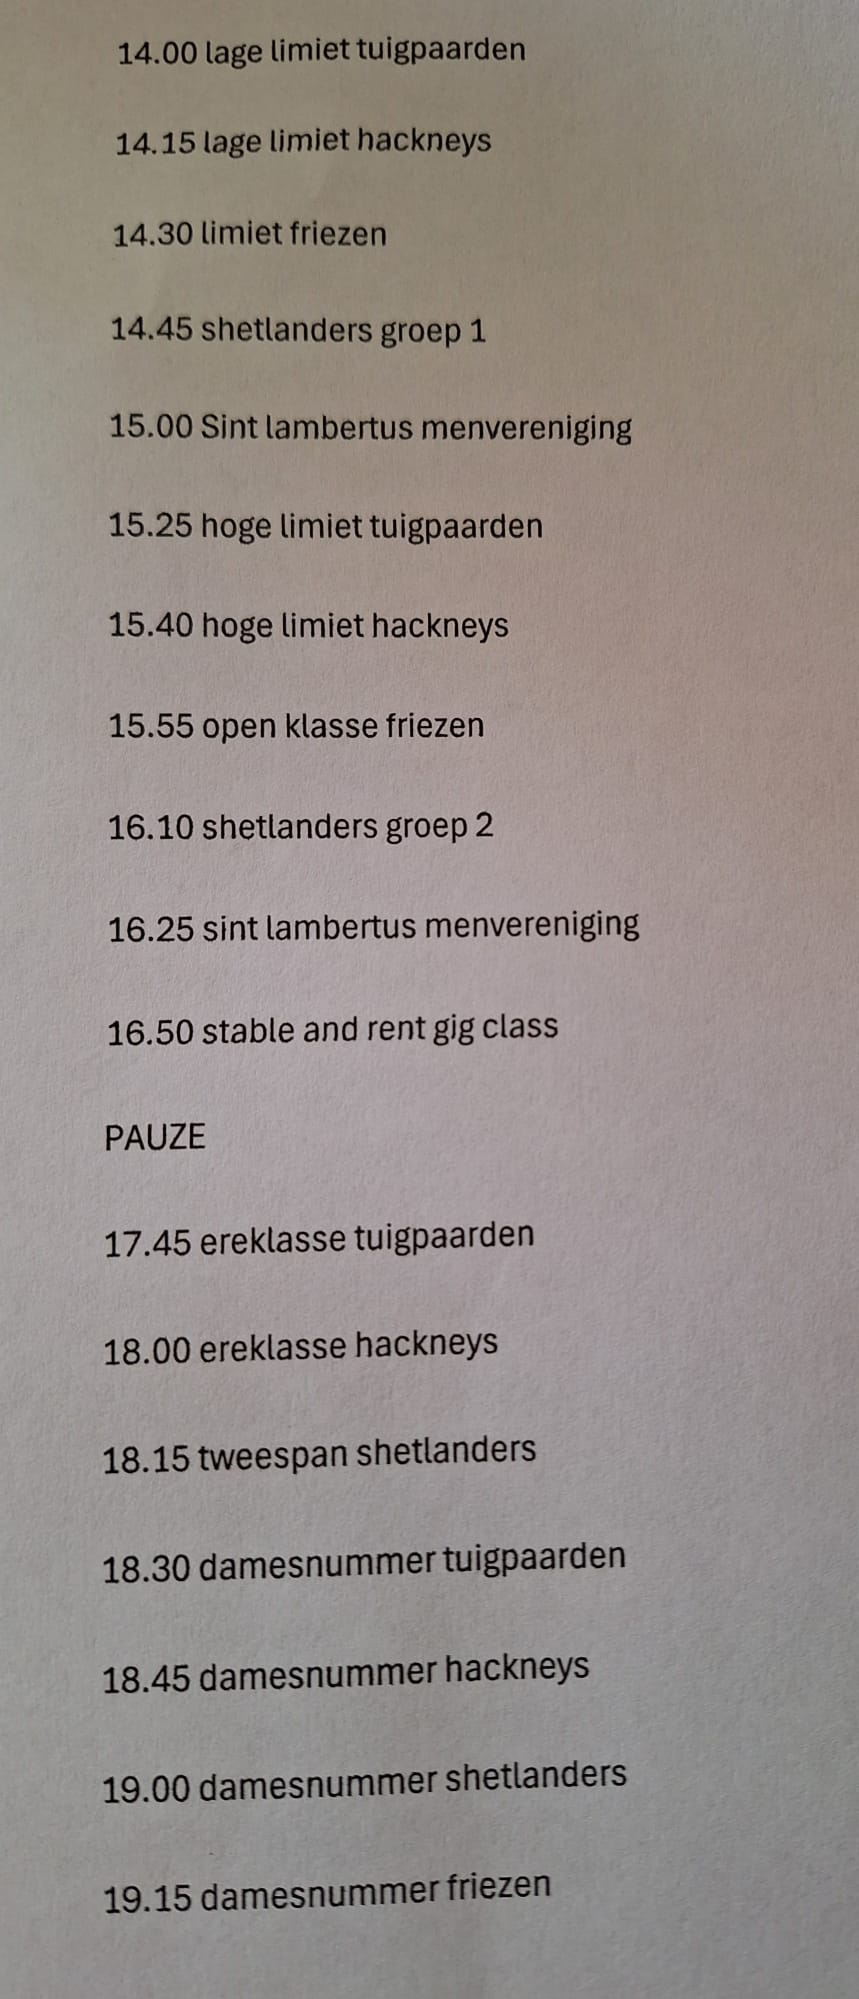 14.00 lage limiet tuigpaarden
14.15 lage limiet hackneys
14.30 limiet friezen
14.45 shetlanders groep 1
15.00 Sint lambertus menvereniging
15.25 hoge limiet tuigpaarden
15.40 hoge limiet hackneys
15.55 open klasse friezen
16.10 shetlanders groep 2
16.25 sint lambertus menvereniging
16.50 stable and rent gig class
PAUZE
17.45 ereklasse tuigpaarden
18.00 ereklasse hackneys
18.15 tweespan shetlanders
18.30 damesnummer tuigpaarden
18.45 damesnummer hackneys
19.00 damesnummer shetlanders
19.15 damesnummer friezen